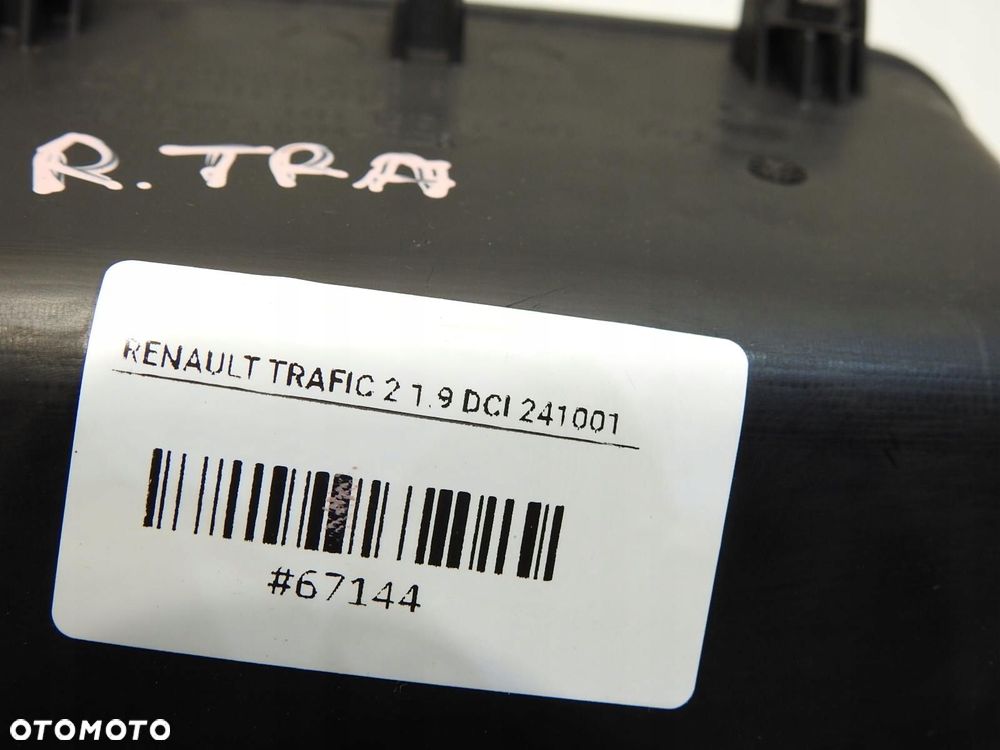 R. TRA
RENAULT TRAFIC 2 1.9 DCI 241001
#67144
OTOMOTO